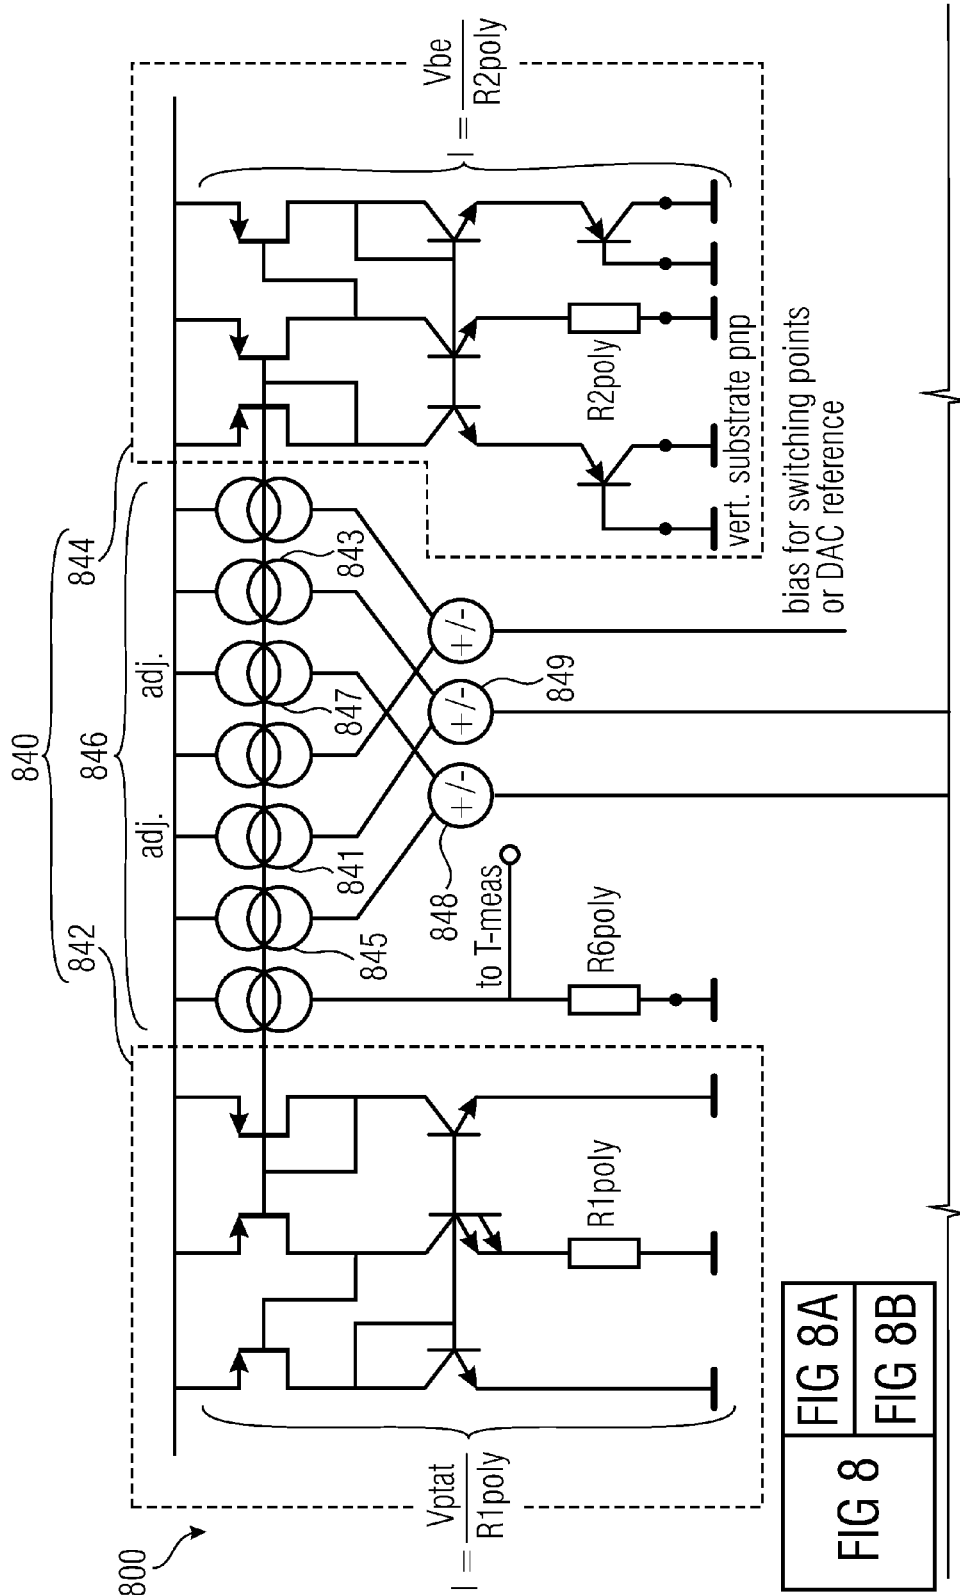 800
840
842
846
844
adj.
adj.
845
841
847
843
848
849
+/-
+/-
+/-
to T-meas
R6poly
R1poly
R2poly
I = Vptat
R1poly
I = Vbe
R2poly
vert. substrate pnp
bias for switching points
or DAC reference
FIG 8
FIG 8A
FIG 8B